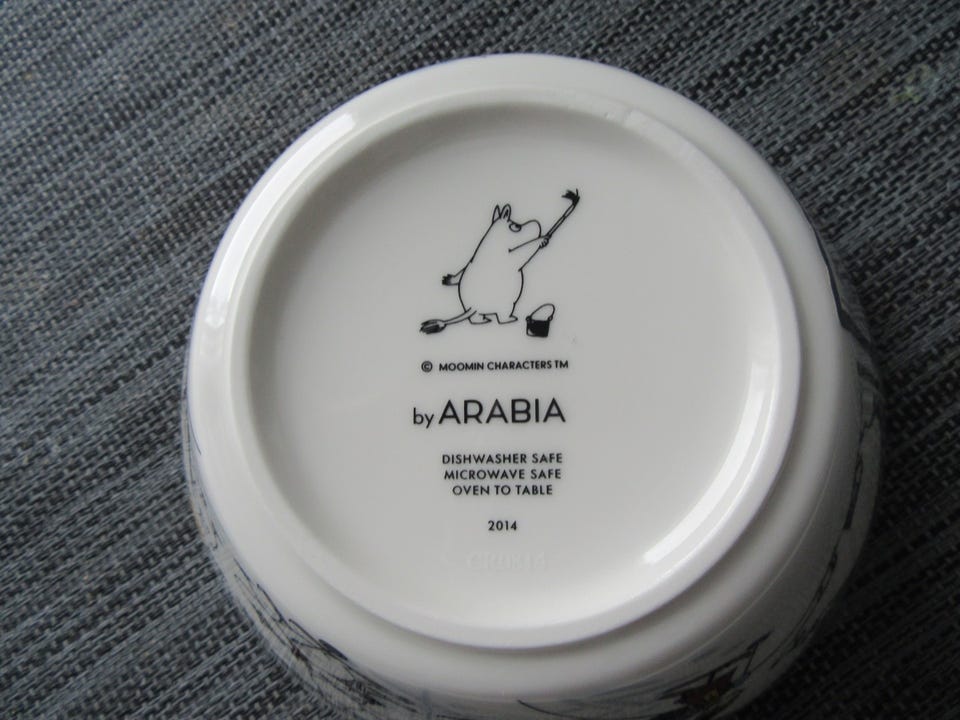 © MOOMIN CHARACTERS TM
by ARABIA
DISHWASHER SAFE
MICROWAVE SAFE
OVEN TO TABLE
2014